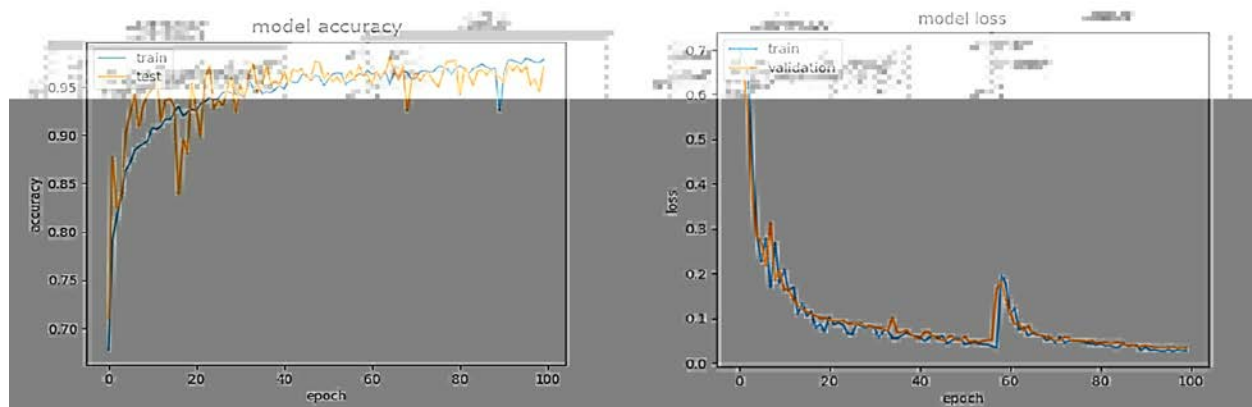 model accuracy
train
test
0.95
0.90
0.85
0.80
0.75
0.70
accuracy
0 20 40 60 80 100
epoch
model loss
train
validation
0.7
0.6
0.5
0.4
0.3
0.2
0.1
0.0
loss
0 20 40 60 80 100
epoch